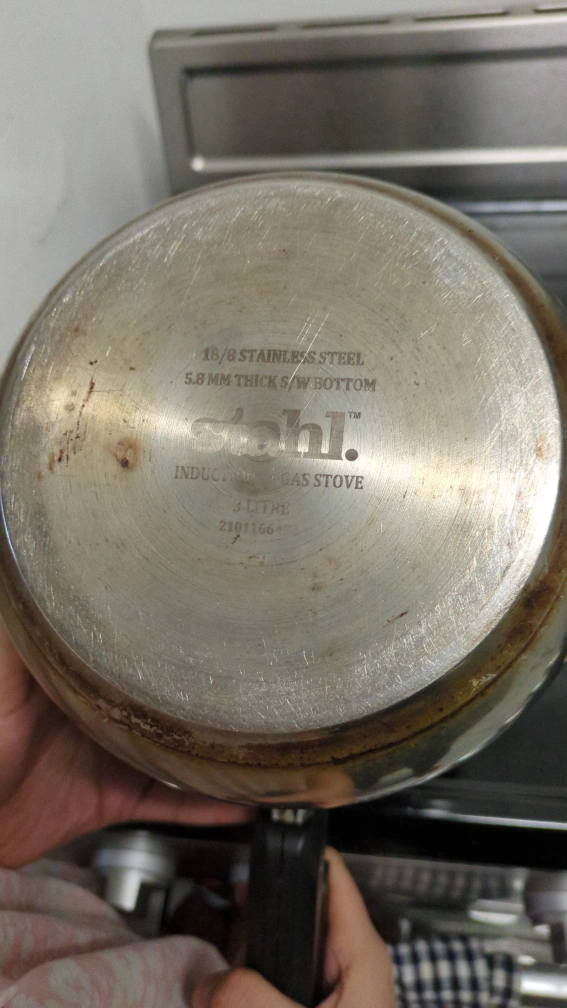 18/8 STAINLESS STEEL
5.8 MM THICK S/W BOTTOM
stahl.™
GAS STOVE
3 LITRE